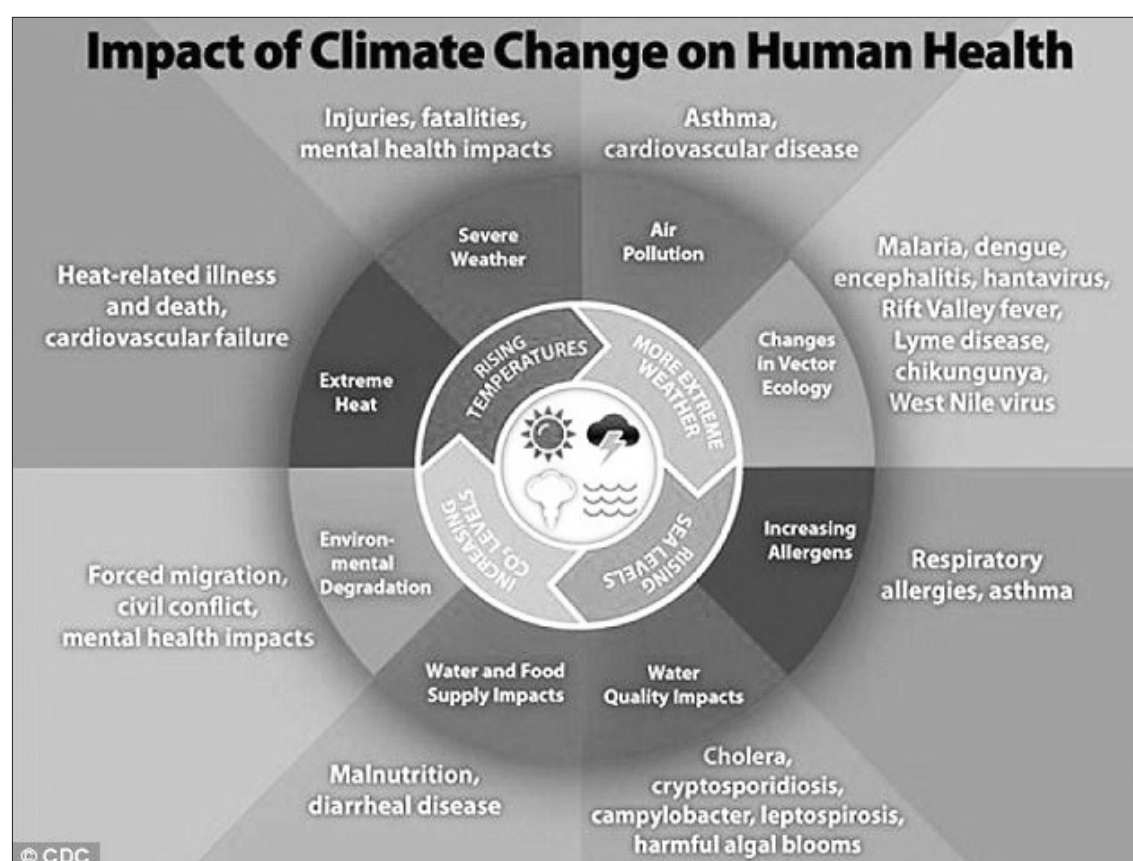 Impact of Climate Change on Human Health
Injuries, fatalities,
mental health impacts
Asthma,
cardiovascular disease
Severe
Weather
Air
Pollution
Heat-related illness
and death,
cardiovascular failure
Malaria, dengue,
encephalitis, hantavirus,
Rift Valley fever,
Lyme disease,
chikungunya,
West Nile virus
Extreme
Heat
Changes
in Vector
Ecology
RISING
TEMPERATURES
MORE EXTREME
WEATHER
RISING
SEA LEVELS
INCREASING
CO₂ LEVELS
Environ-
mental
Degradation
Increasing
Allergens
Forced migration,
civil conflict,
mental health impacts
Respiratory
allergies, asthma
Water and Food
Supply Impacts
Water
Quality Impacts
Malnutrition,
diarrheal disease
Cholera,
cryptosporidiosis,
campylobacter, leptospirosis,
harmful algal blooms
© CDC